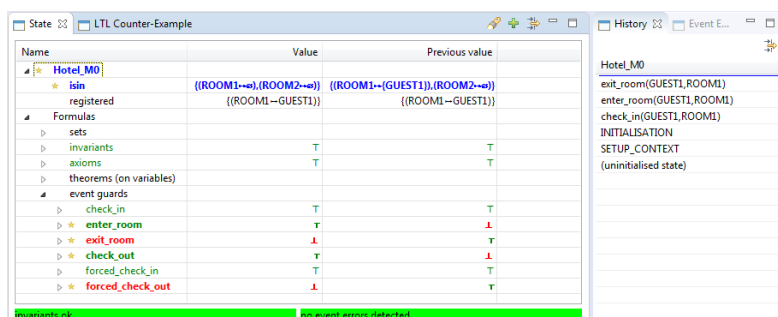 State LTL Counter-Example
Name Value Previous value
Hotel_M0
isin {(ROOM1↦∅),(ROOM2↦∅)} {(ROOM1↦{GUEST1}),(ROOM2↦∅)}
registered {(ROOM1↦GUEST1)} {(ROOM1↦GUEST1)}
Formulas
sets
invariants ⊤ ⊤
axioms ⊤ ⊤
theorems (on variables)
event guards
check_in ⊤ ⊤
enter_room ⊤ ⊥
exit_room ⊥ ⊤
check_out ⊤ ⊥
forced_check_in ⊤ ⊤
forced_check_out ⊥ ⊤
invariants ok no event errors detected
History Event E...
Hotel_M0
exit_room(GUEST1,ROOM1)
enter_room(GUEST1,ROOM1)
check_in(GUEST1,ROOM1)
INITIALISATION
SETUP_CONTEXT
(uninitialised state)